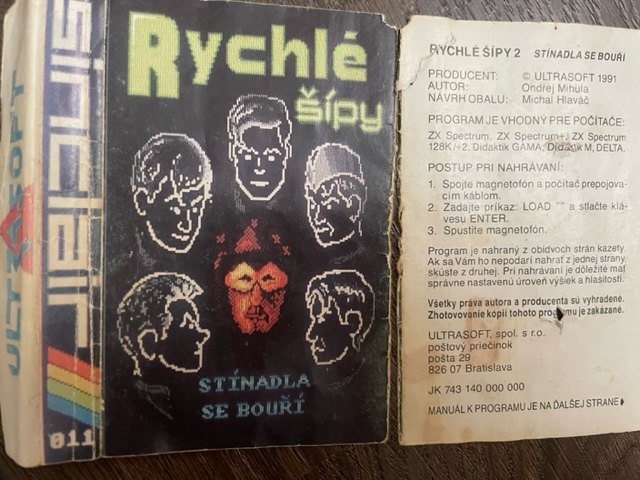 ULTRASOFT
811
Rychlé
šípy
STÍNADLA
SE BOUŘÍ
RYCHLÉ ŠÍPY 2 STÍNADLA SE BOUŘÍ
PRODUCENT: © ULTRASOFT 1991
AUTOR: Ondřej Mihula
NÁVRH OBALU: Michal Hlaváč
PROGRAM JE VHODNÝ PRE POČÍTAČE:
ZX Spectrum, ZX Spectrum+, ZX Spectrum
128K/+2, Didaktik GAMA, Didaktik M, DELTA.
POSTUP PRI NAHRÁVANÍ:
1. Spojte magnetofón a počítač prepojova-
cím káblom.
2. Zadajte príkaz: LOAD "" a stlačte klá-
vesu ENTER.
3. Spustite magnetofón.
Program je nahraný z obidvoch strán kazety.
Ak sa Vám ho nepodarí nahrať z jednej strany,
skúste z druhej. Pri nahrávaní je dôležité mať
správne nastavenú úroveň výšiek a hlasitosti.
Všetky práva autora a producenta sú vyhradené.
Zhotovovanie kópií tohoto programu je zakázané.
ULTRASOFT, spol. s r.o.
poštový priečinok
pošta 29
826 07 Bratislava
JK 743 140 000 000
MANUÁL K PROGRAMU JE NA ĎALŠEJ STRANE